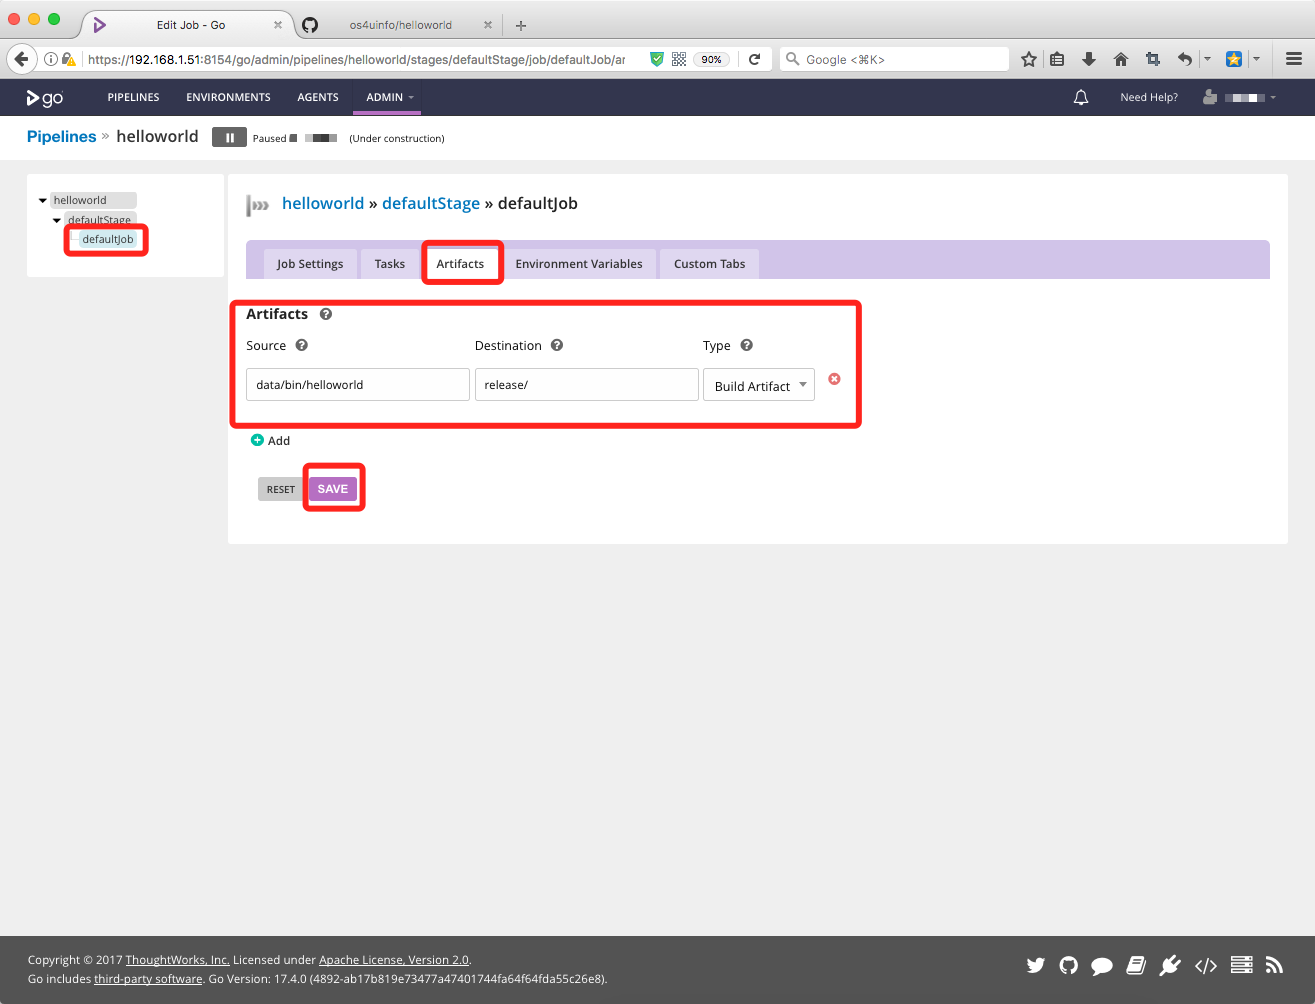 Edit Job - Go
os4uinfo/helloworld
https://192.168.1.51:8154/go/admin/pipelines/helloworld/stages/defaultStage/job/defaultJob/ar
90%
Google <⌘K>
go
PIPELINES
ENVIRONMENTS
AGENTS
ADMIN
Need Help?
Pipelines » helloworld
Paused
(Under construction)
helloworld
defaultStage
defaultJob
helloworld » defaultStage » defaultJob
Job Settings
Tasks
Artifacts
Environment Variables
Custom Tabs
Artifacts
Source
Destination
Type
data/bin/helloworld
release/
Build Artifact
Add
RESET
SAVE
Copyright © 2017 ThoughtWorks, Inc. Licensed under Apache License, Version 2.0.
Go includes third-party software. Go Version: 17.4.0 (4892-ab17b819e73477a47401744fa64f64fda55c26e8).